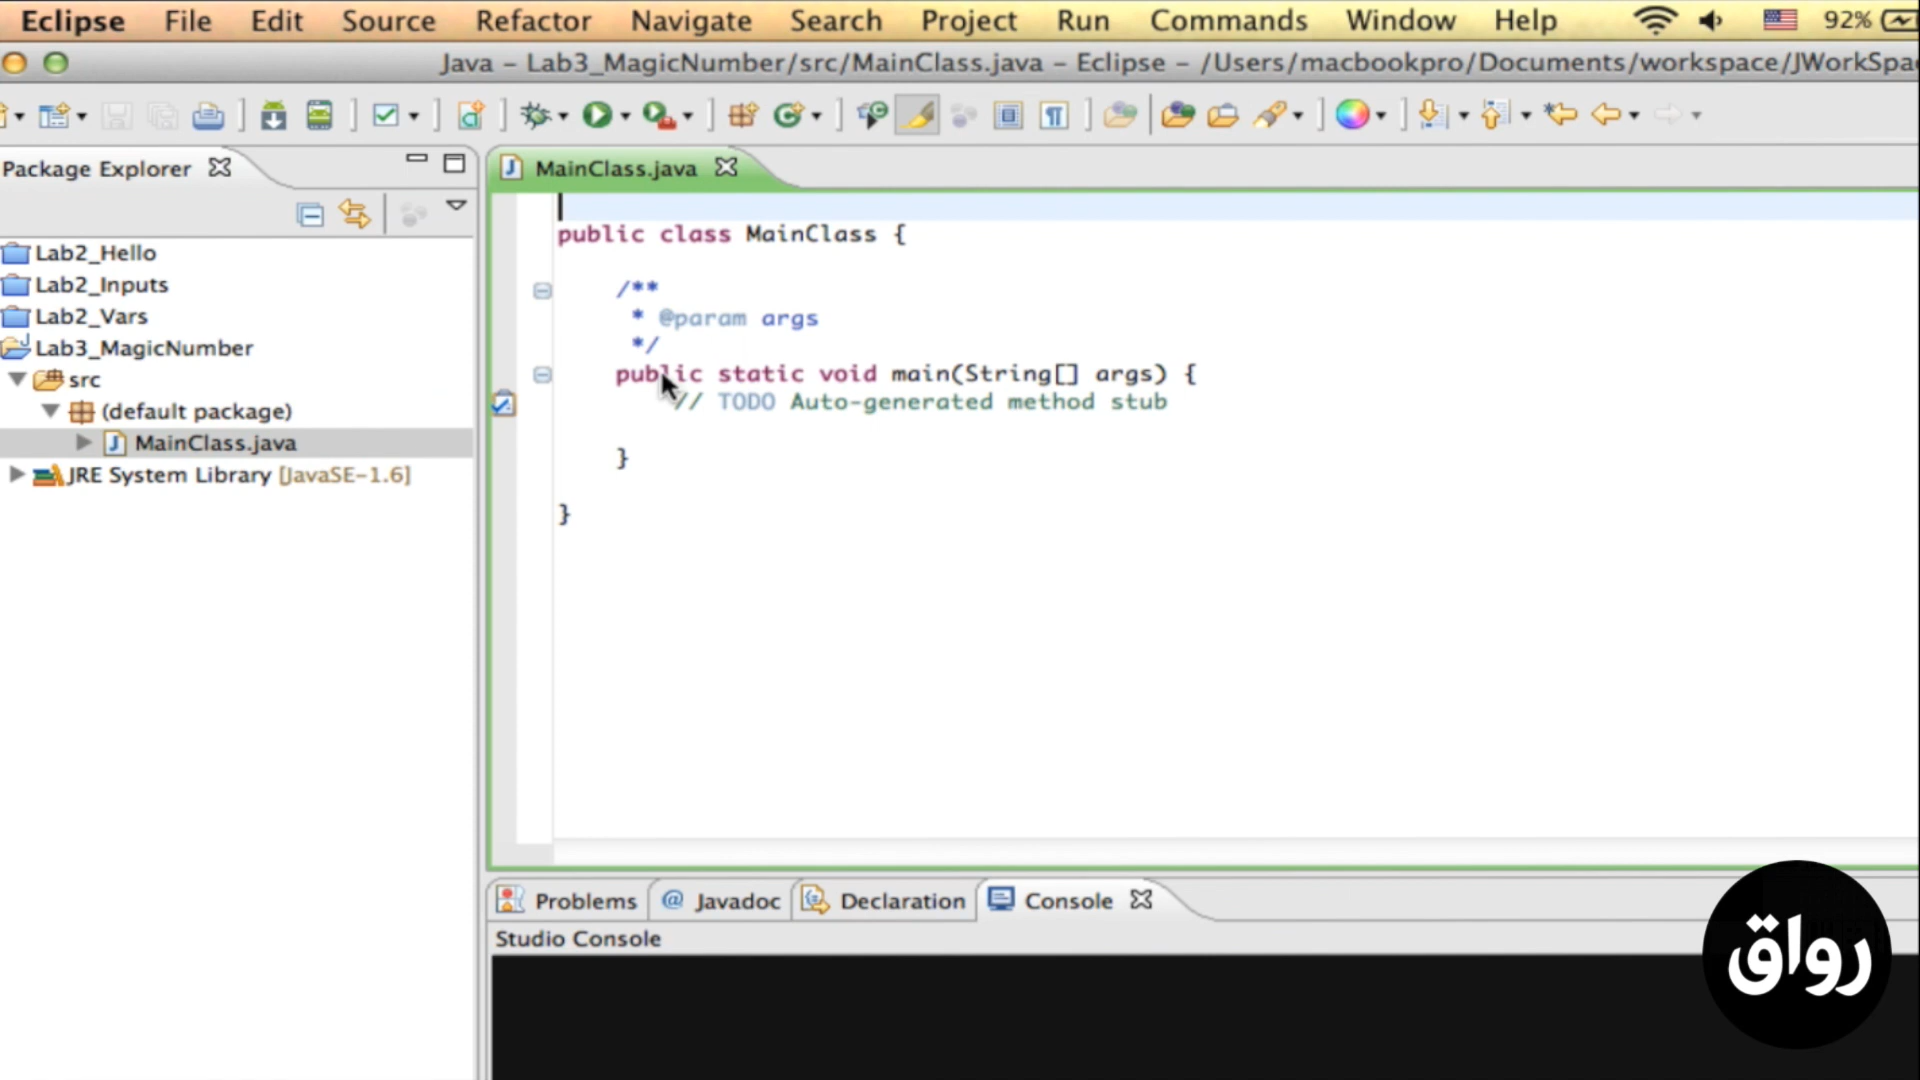 Eclipse File Edit Source Refactor Navigate Search Project Run Commands Window Help 92%
Java – Lab3_MagicNumber/src/MainClass.java – Eclipse – /Users/macbookpro/Documents/workspace/JWorkSpa
Package Explorer
MainClass.java
Lab2_Hello
Lab2_Inputs
Lab2_Vars
Lab3_MagicNumber
src
(default package)
MainClass.java
JRE System Library [JavaSE-1.6]
public class MainClass {
/**
* @param args
*/
public static void main(String[] args) {
// TODO Auto-generated method stub
}
}
Problems @ Javadoc Declaration Console
Studio Console
رواق